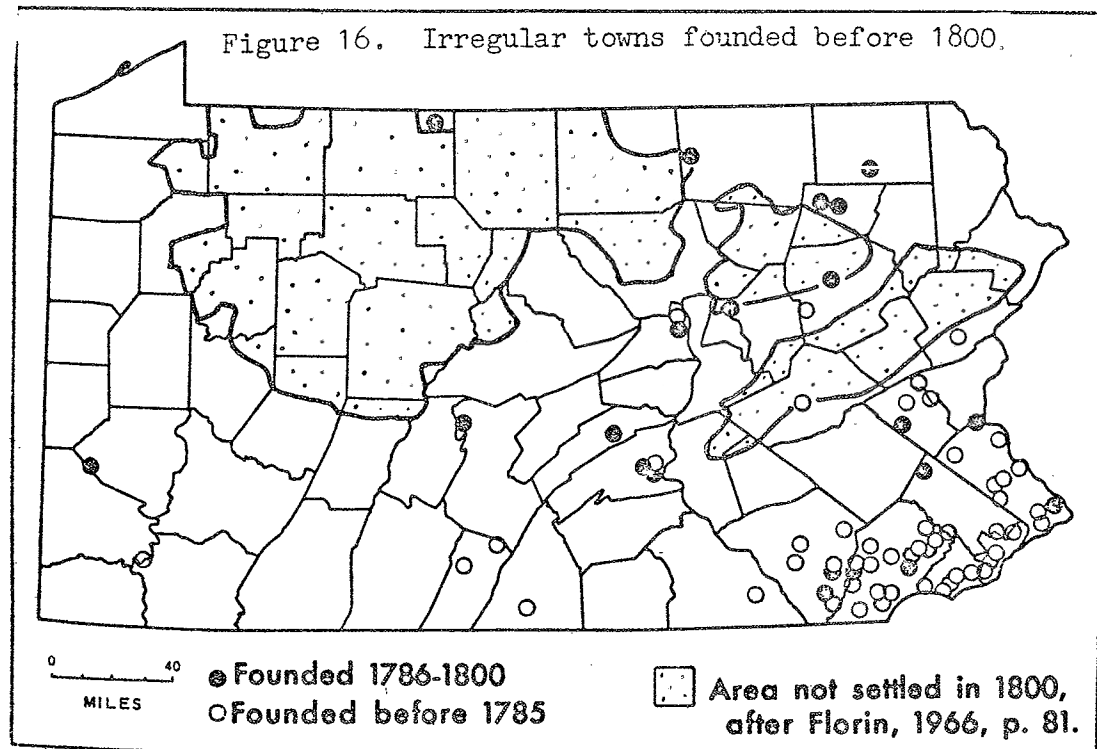 Figure 16. Irregular towns founded before 1800.
0 40
MILES
Founded 1786-1800
Founded before 1785
Area not settled in 1800,
after Florin, 1966, p. 81.